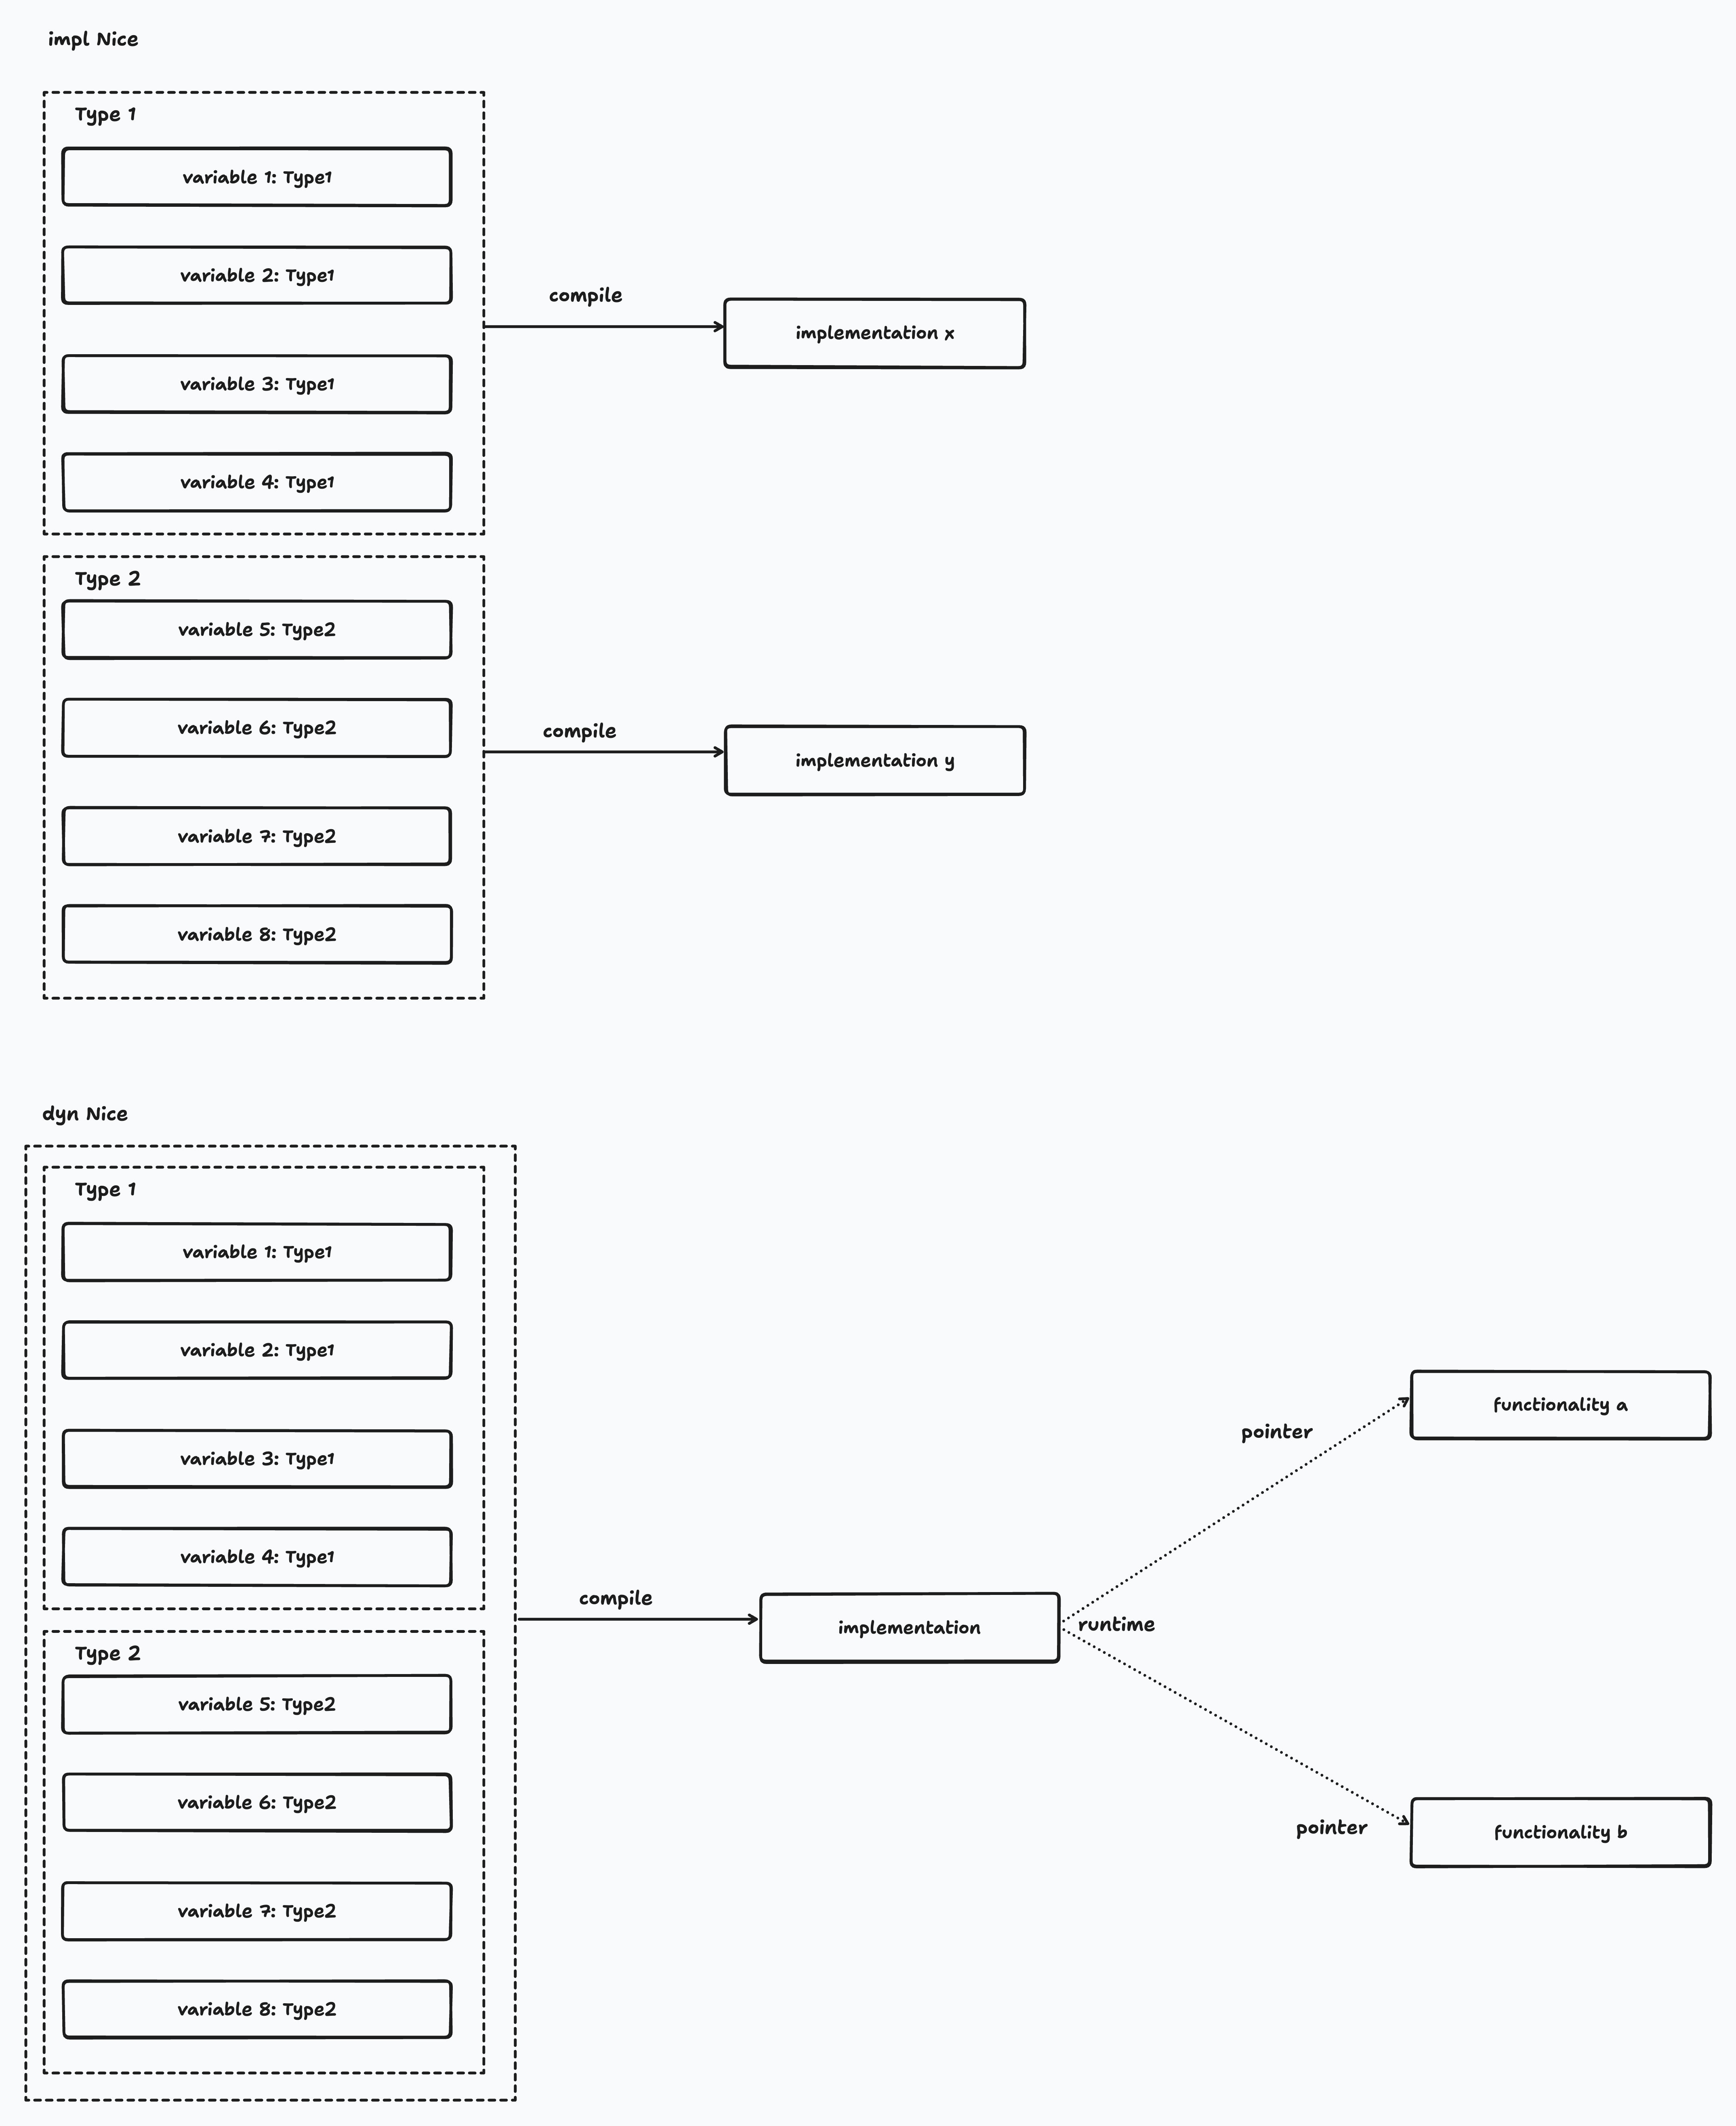 impl Nice
Type 1
variable 1: Type1
variable 2: Type1
compile
implementation x
variable 3: Type1
variable 4: Type1
Type 2
variable 5: Type2
variable 6: Type2
compile
implementation y
variable 7: Type2
variable 8: Type2
dyn Nice
Type 1
variable 1: Type1
variable 2: Type1
variable 3: Type1
variable 4: Type1
Type 2
variable 5: Type2
variable 6: Type2
variable 7: Type2
variable 8: Type2
compile
implementation
runtime
pointer
functionality a
pointer
functionality b